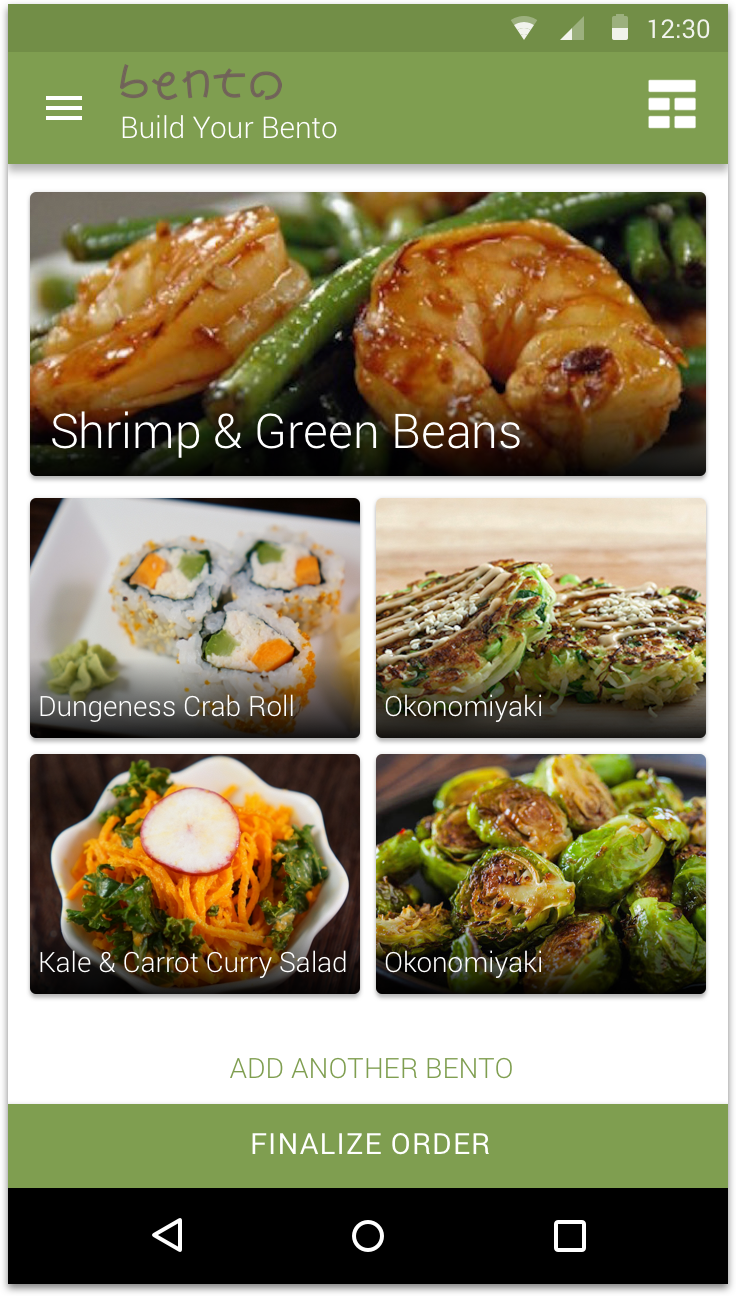 12:30
bento
Build Your Bento
Shrimp & Green Beans
Dungeness Crab Roll
Okonomiyaki
Kale & Carrot Curry Salad
Okonomiyaki
ADD ANOTHER BENTO
FINALIZE ORDER